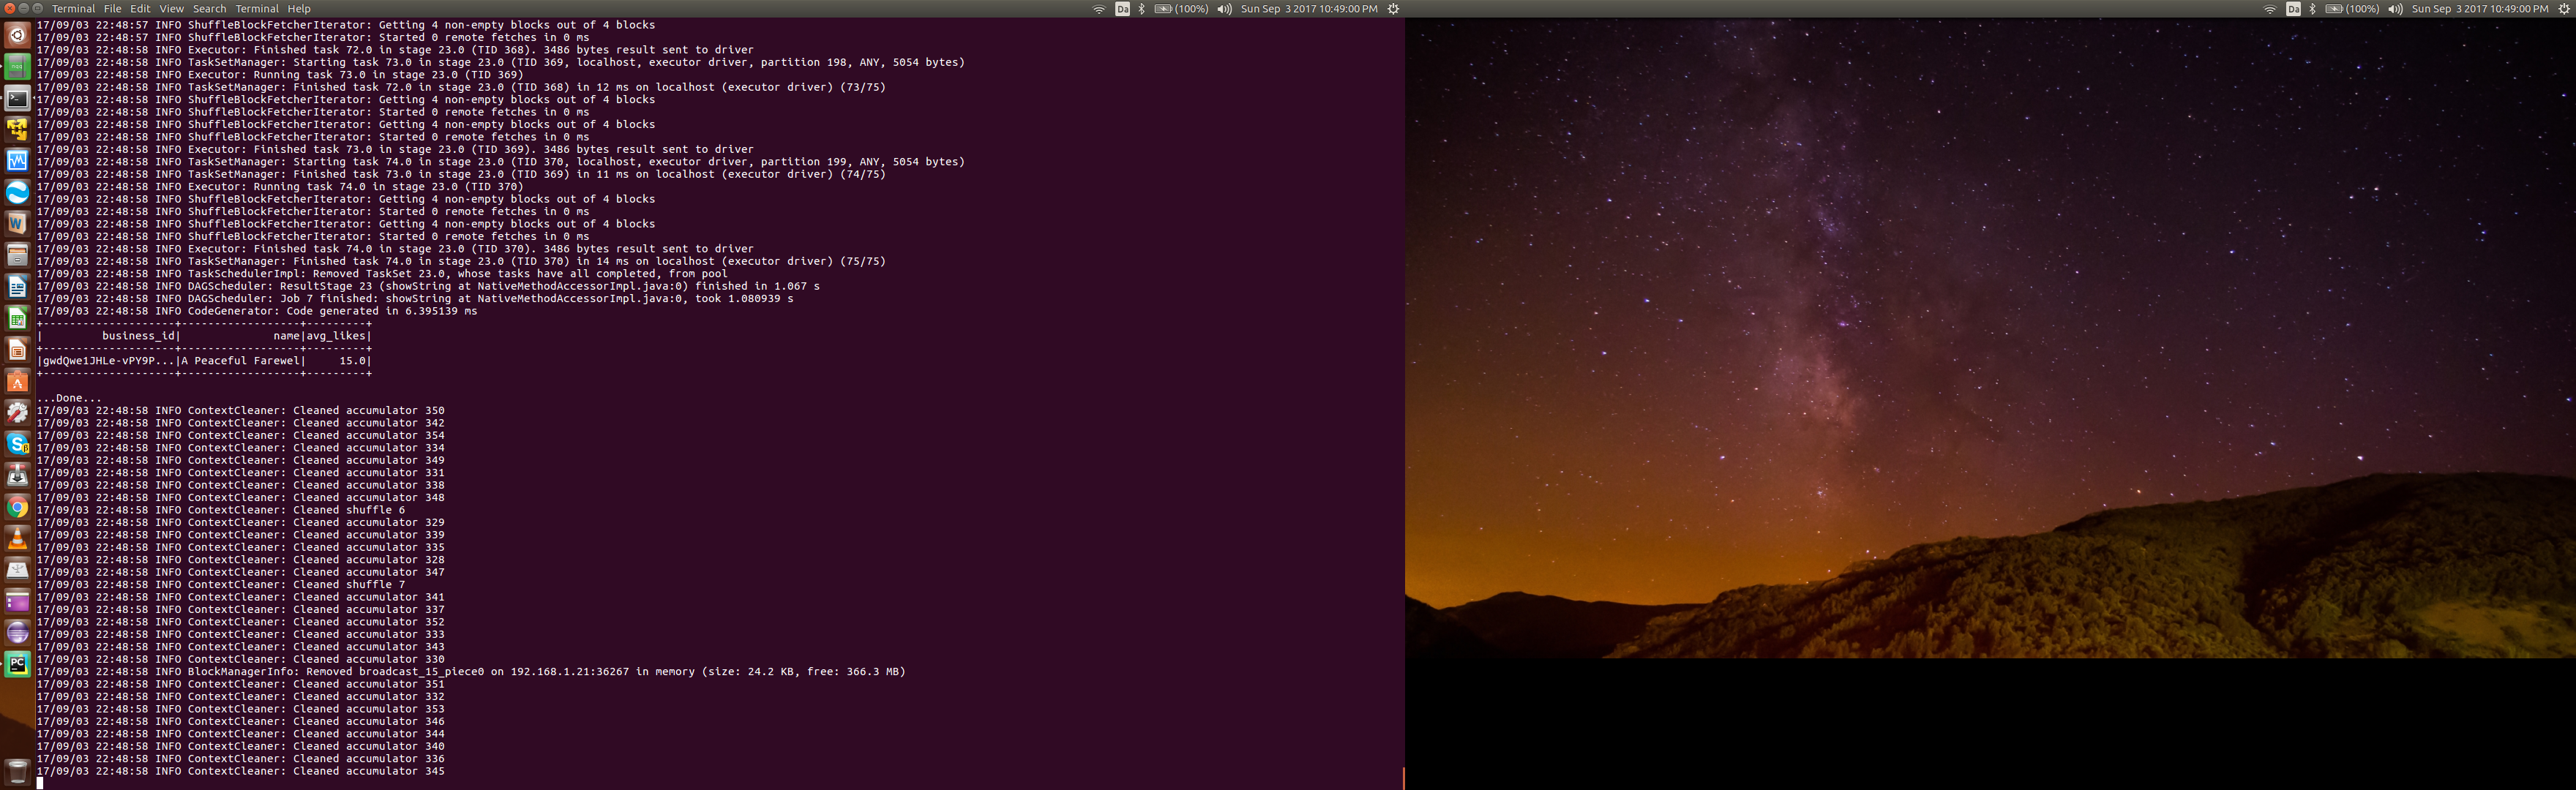 Terminal File Edit View Search Terminal Help
Da (100%) Sun Sep 3 2017 10:49:00 PM
Da (100%) Sun Sep 3 2017 10:49:00 PM
17/09/03 22:48:57 INFO ShuffleBlockFetcherIterator: Getting 4 non-empty blocks out of 4 blocks
17/09/03 22:48:57 INFO ShuffleBlockFetcherIterator: Started 0 remote fetches in 0 ms
17/09/03 22:48:58 INFO Executor: Finished task 72.0 in stage 23.0 (TID 368). 3486 bytes result sent to driver
17/09/03 22:48:58 INFO TaskSetManager: Starting task 73.0 in stage 23.0 (TID 369, localhost, executor driver, partition 198, ANY, 5054 bytes)
17/09/03 22:48:58 INFO Executor: Running task 73.0 in stage 23.0 (TID 369)
17/09/03 22:48:58 INFO TaskSetManager: Finished task 72.0 in stage 23.0 (TID 368) in 12 ms on localhost (executor driver) (73/75)
17/09/03 22:48:58 INFO ShuffleBlockFetcherIterator: Getting 4 non-empty blocks out of 4 blocks
17/09/03 22:48:58 INFO ShuffleBlockFetcherIterator: Started 0 remote fetches in 0 ms
17/09/03 22:48:58 INFO ShuffleBlockFetcherIterator: Getting 4 non-empty blocks out of 4 blocks
17/09/03 22:48:58 INFO ShuffleBlockFetcherIterator: Started 0 remote fetches in 0 ms
17/09/03 22:48:58 INFO Executor: Finished task 73.0 in stage 23.0 (TID 369). 3486 bytes result sent to driver
17/09/03 22:48:58 INFO TaskSetManager: Starting task 74.0 in stage 23.0 (TID 370, localhost, executor driver, partition 199, ANY, 5054 bytes)
17/09/03 22:48:58 INFO TaskSetManager: Finished task 73.0 in stage 23.0 (TID 369) in 11 ms on localhost (executor driver) (74/75)
17/09/03 22:48:58 INFO Executor: Running task 74.0 in stage 23.0 (TID 370)
17/09/03 22:48:58 INFO ShuffleBlockFetcherIterator: Getting 4 non-empty blocks out of 4 blocks
17/09/03 22:48:58 INFO ShuffleBlockFetcherIterator: Started 0 remote fetches in 0 ms
17/09/03 22:48:58 INFO ShuffleBlockFetcherIterator: Getting 4 non-empty blocks out of 4 blocks
17/09/03 22:48:58 INFO ShuffleBlockFetcherIterator: Started 0 remote fetches in 0 ms
17/09/03 22:48:58 INFO Executor: Finished task 74.0 in stage 23.0 (TID 370). 3486 bytes result sent to driver
17/09/03 22:48:58 INFO TaskSetManager: Finished task 74.0 in stage 23.0 (TID 370) in 14 ms on localhost (executor driver) (75/75)
17/09/03 22:48:58 INFO TaskSchedulerImpl: Removed TaskSet 23.0, whose tasks have all completed, from pool
17/09/03 22:48:58 INFO DAGScheduler: ResultStage 23 (showString at NativeMethodAccessorImpl.java:0) finished in 1.067 s
17/09/03 22:48:58 INFO DAGScheduler: Job 7 finished: showString at NativeMethodAccessorImpl.java:0, took 1.080939 s
17/09/03 22:48:58 INFO CodeGenerator: Code generated in 6.395139 ms
+--------------------+------------------+---------+
|         business_id|              name|avg_likes|
+--------------------+------------------+---------+
|gwdQwe1JHLe-vPY9P...|A Peaceful Farewel|     15.0|
+--------------------+------------------+---------+
...Done...
17/09/03 22:48:58 INFO ContextCleaner: Cleaned accumulator 350
17/09/03 22:48:58 INFO ContextCleaner: Cleaned accumulator 342
17/09/03 22:48:58 INFO ContextCleaner: Cleaned accumulator 354
17/09/03 22:48:58 INFO ContextCleaner: Cleaned accumulator 334
17/09/03 22:48:58 INFO ContextCleaner: Cleaned accumulator 349
17/09/03 22:48:58 INFO ContextCleaner: Cleaned accumulator 331
17/09/03 22:48:58 INFO ContextCleaner: Cleaned accumulator 338
17/09/03 22:48:58 INFO ContextCleaner: Cleaned accumulator 348
17/09/03 22:48:58 INFO ContextCleaner: Cleaned shuffle 6
17/09/03 22:48:58 INFO ContextCleaner: Cleaned accumulator 329
17/09/03 22:48:58 INFO ContextCleaner: Cleaned accumulator 339
17/09/03 22:48:58 INFO ContextCleaner: Cleaned accumulator 335
17/09/03 22:48:58 INFO ContextCleaner: Cleaned accumulator 328
17/09/03 22:48:58 INFO ContextCleaner: Cleaned accumulator 347
17/09/03 22:48:58 INFO ContextCleaner: Cleaned shuffle 7
17/09/03 22:48:58 INFO ContextCleaner: Cleaned accumulator 341
17/09/03 22:48:58 INFO ContextCleaner: Cleaned accumulator 337
17/09/03 22:48:58 INFO ContextCleaner: Cleaned accumulator 352
17/09/03 22:48:58 INFO ContextCleaner: Cleaned accumulator 333
17/09/03 22:48:58 INFO ContextCleaner: Cleaned accumulator 343
17/09/03 22:48:58 INFO ContextCleaner: Cleaned accumulator 330
17/09/03 22:48:58 INFO BlockManagerInfo: Removed broadcast_15_piece0 on 192.168.1.21:36267 in memory (size: 24.2 KB, free: 366.3 MB)
17/09/03 22:48:58 INFO ContextCleaner: Cleaned accumulator 351
17/09/03 22:48:58 INFO ContextCleaner: Cleaned accumulator 332
17/09/03 22:48:58 INFO ContextCleaner: Cleaned accumulator 353
17/09/03 22:48:58 INFO ContextCleaner: Cleaned accumulator 346
17/09/03 22:48:58 INFO ContextCleaner: Cleaned accumulator 344
17/09/03 22:48:58 INFO ContextCleaner: Cleaned accumulator 340
17/09/03 22:48:58 INFO ContextCleaner: Cleaned accumulator 336
17/09/03 22:48:58 INFO ContextCleaner: Cleaned accumulator 345